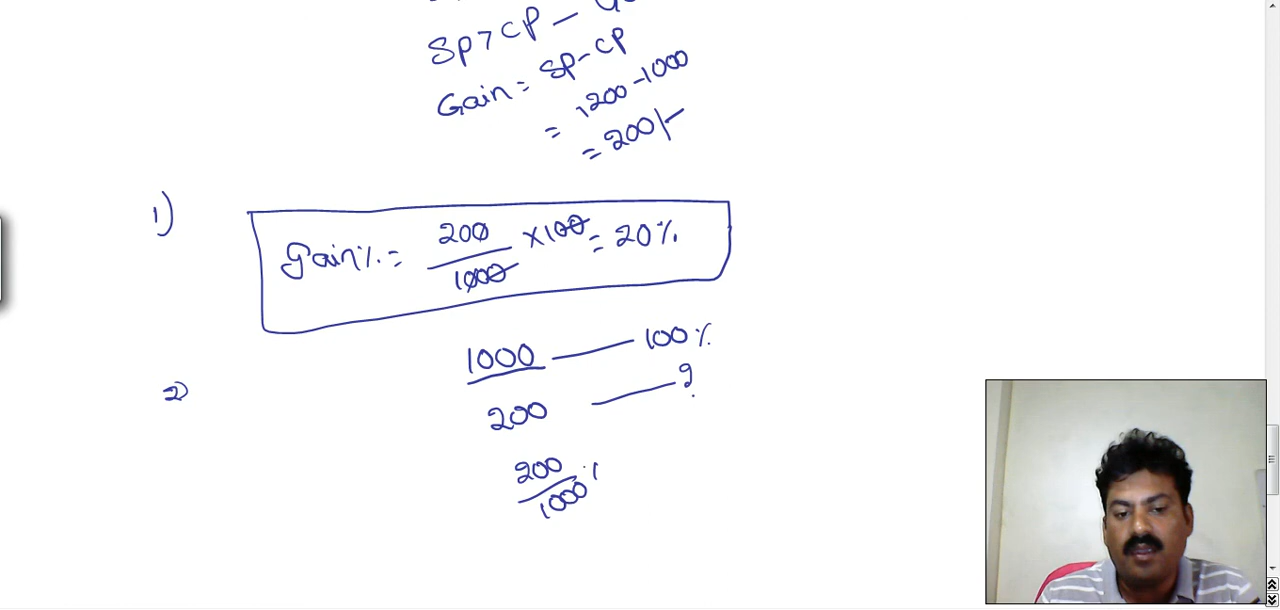 SP > CP —
Gain = SP - CP
= 1200 - 1000
= 200/-
1)
Gain% = 200/1000 × 100 = 20%
1000 — 100%
2)
200 — ?
200/1000 %